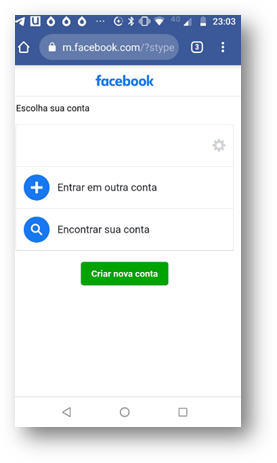 4G 23:03
m.facebook.com/?stype 3
facebook
Escolha sua conta
Entrar em outra conta
Encontrar sua conta
Criar nova conta